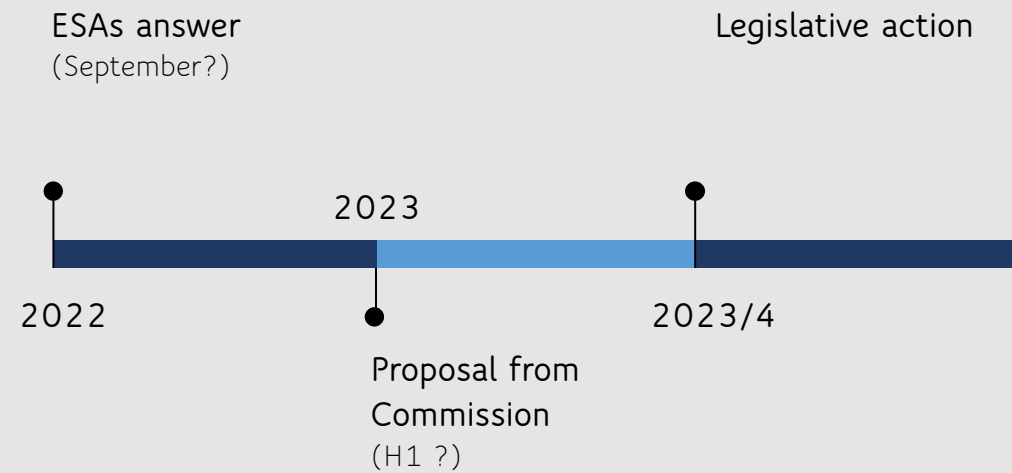 ESAs answer
(September?)
Legislative action
2023
2022
2023/4
Proposal from
Commission
(H1 ?)